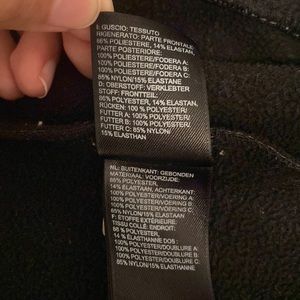 I: GUSCIO: TESSUTO
RIGENERATO: PARTE FRONTALE:
86% POLIESTERE, 14% ELASTAN,
PARTE POSTERIORE:
100% POLIESTERE/FODERA A:
100% POLIESTERE/FODERA B:
100% POLIESTERE/FODERA C:
85% NYLON/15% ELASTANE
D: OBERSTOFF: VERKLEBTER
STOFF: FRONTTEIL:
86% POLYESTER, 14% ELASTAN,
RÜCKEN: 100% POLYESTER/
FUTTER A: 100% POLYESTER/
FUTTER B: 100% POLYESTER/
FUTTER C: 85% NYLON/
15% ELASTHAN
NL: BUITENKANT: GEBONDEN
MATERIAAL VOORZIJDE:
86% POLYESTER,
14% ELASTAAN, ACHTERKANT:
100% POLYESTER/VOERING A:
100% POLYESTER/VOERING B:
100% POLYESTER/VOERING C:
85% NYLON/15% ELASTAAN
F: EXTÉRIEUR: ETOFFE:
TISSU COLLÉ: ENDROIT:
86% POLYESTER,
14% ELASTHANNE DOS:
100% POLYESTER/DOUBLURE A:
100% POLYESTER/DOUBLURE B:
100% POLYESTER/DOUBLURE C:
85% NYLON/15% ELASTHANNE